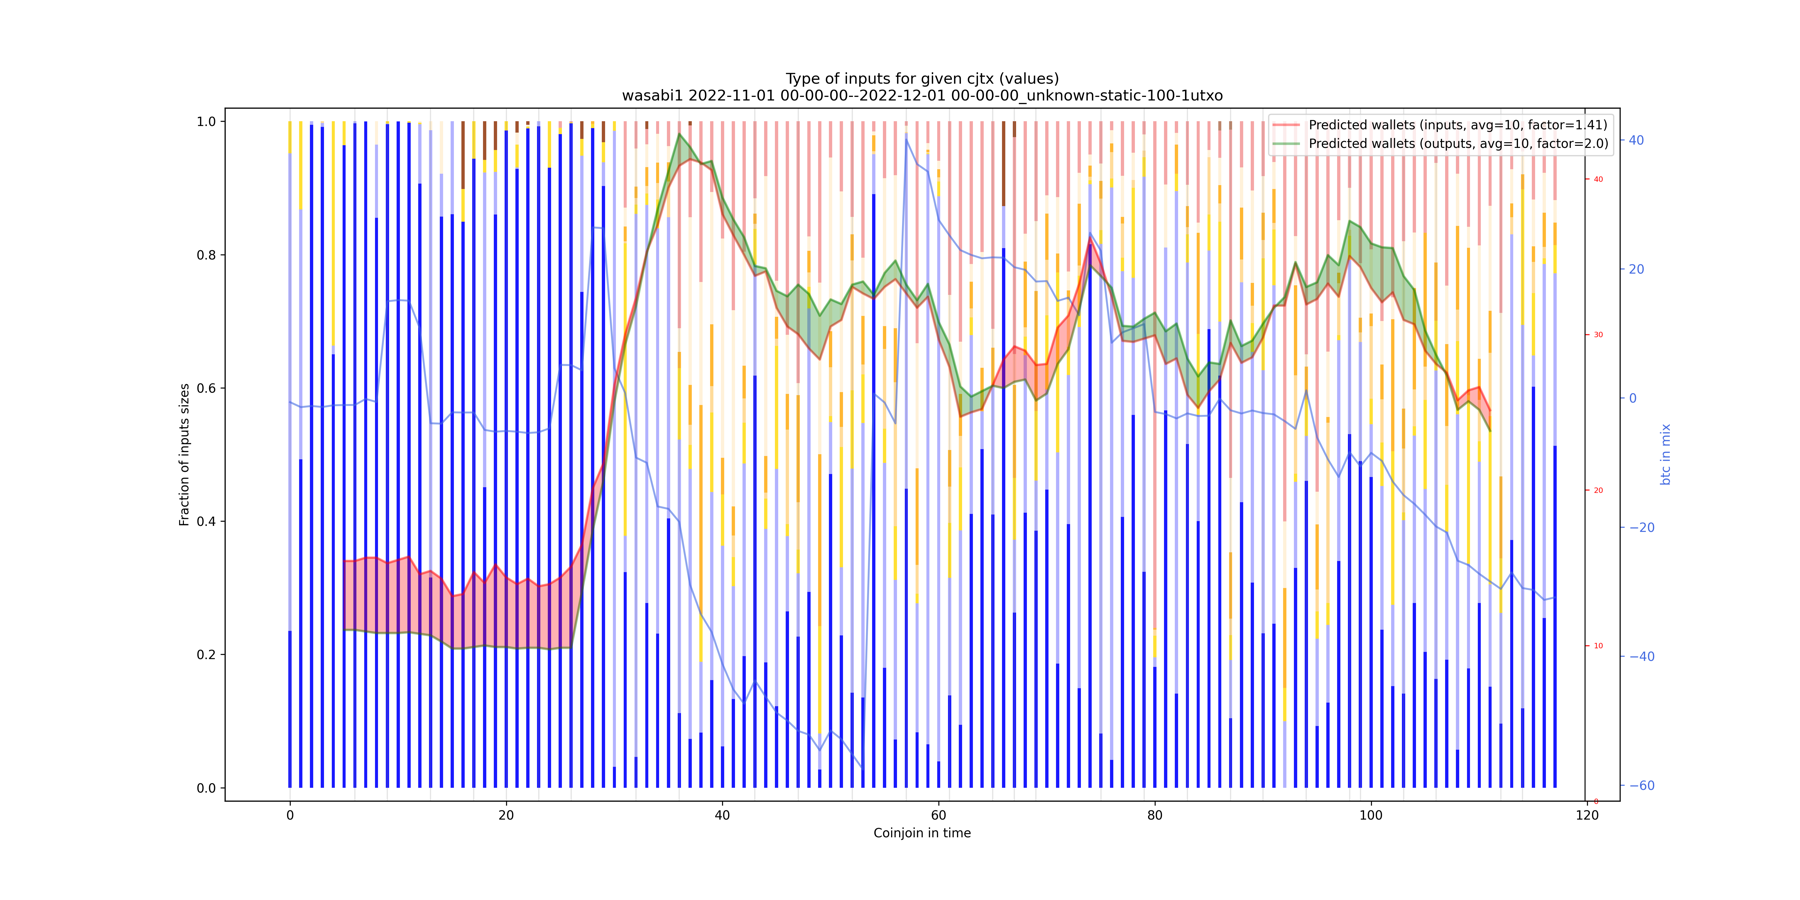 Type of inputs for given cjtx (values)
wasabi1 2022-11-01 00-00-00--2022-12-01 00-00-00_unknown-static-100-1utxo
Predicted wallets (inputs, avg=10, factor=1.41)
Predicted wallets (outputs, avg=10, factor=2.0)
Fraction of inputs sizes
1.0
0.8
0.6
0.4
0.2
0.0
0 20 40 60 80 100 120
Coinjoin in time
40
30
20
10
0
40
20
0
−20
−40
−60
btc in mix